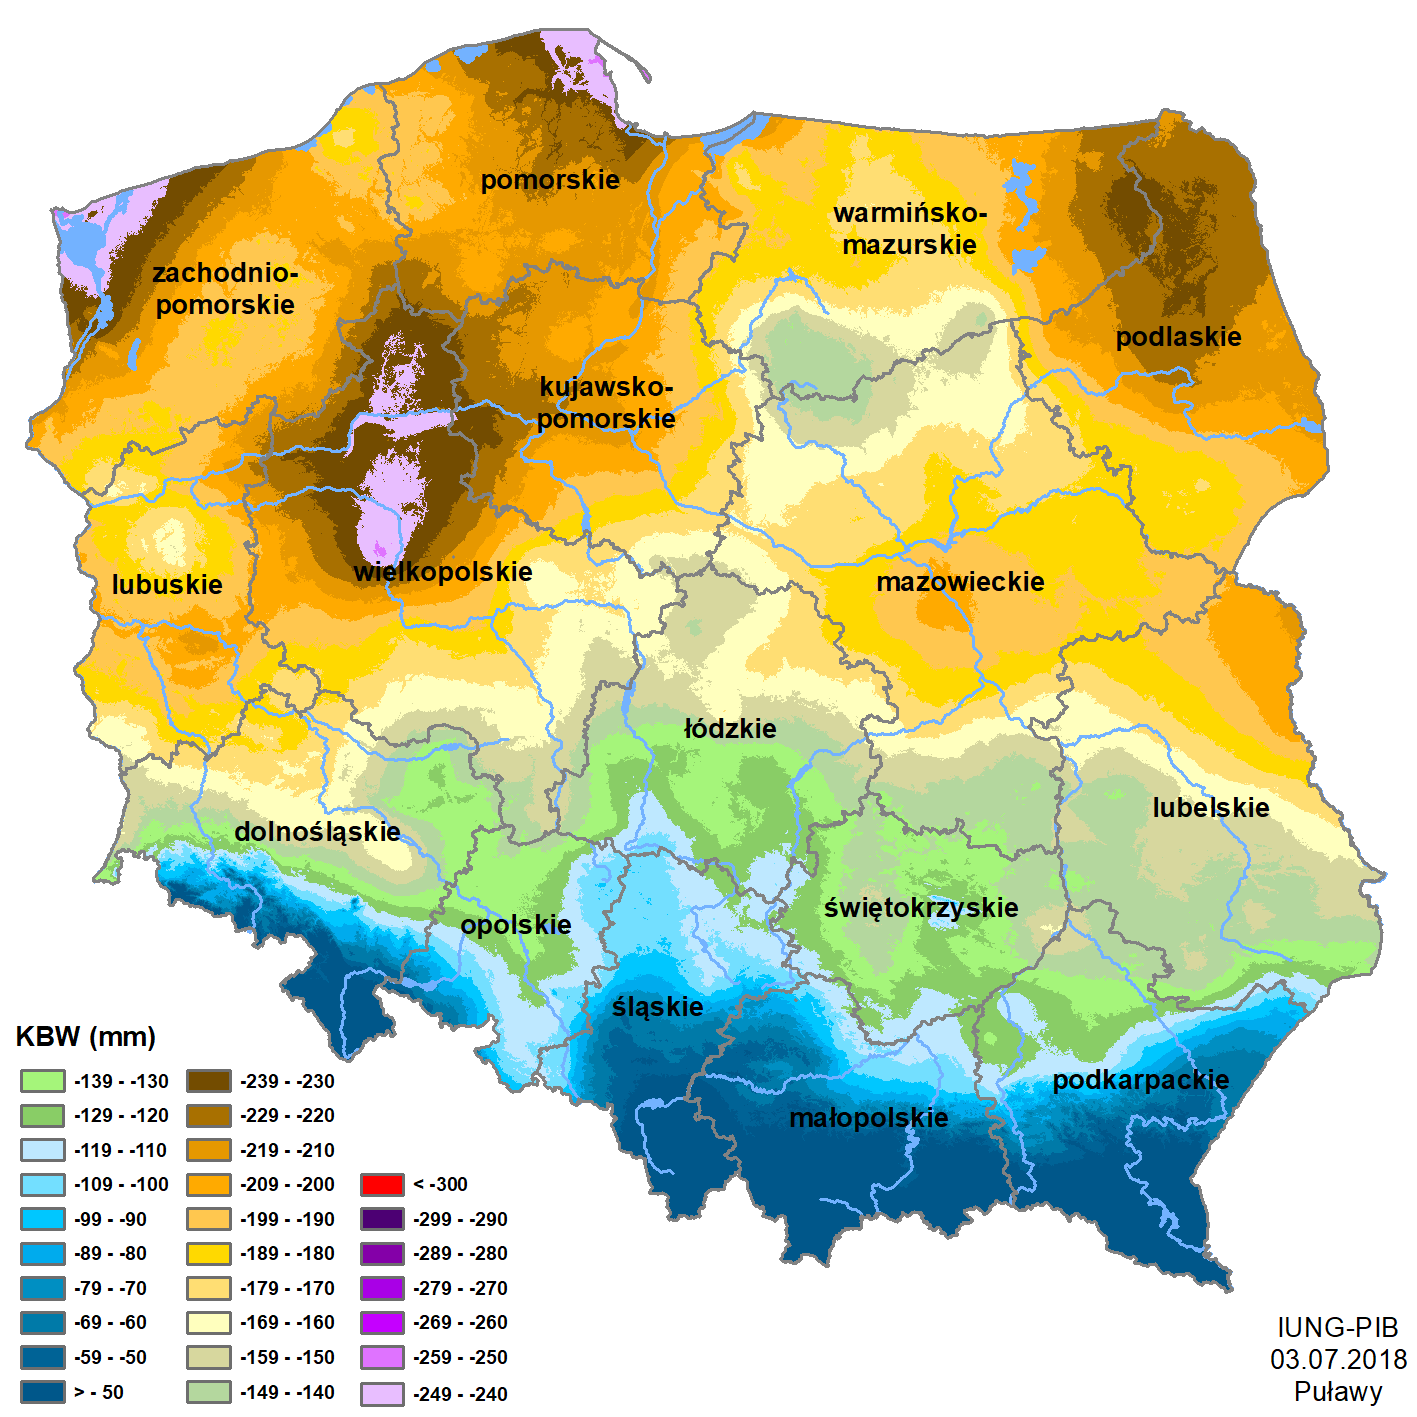 pomorskie
warmińsko-
mazurskie
zachodnio-
pomorskie
podlaskie
kujawsko-
pomorskie
lubuskie
wielkopolskie
mazowieckie
łódzkie
lubelskie
dolnośląskie
opolskie
świętokrzyskie
śląskie
podkarpackie
małopolskie
KBW (mm)
-139 - -130
-129 - -120
-119 - -110
-109 - -100
-99 - -90
-89 - -80
-79 - -70
-69 - -60
-59 - -50
> - 50
-239 - -230
-229 - -220
-219 - -210
-209 - -200
-199 - -190
-189 - -180
-179 - -170
-169 - -160
-159 - -150
-149 - -140
< -300
-299 - -290
-289 - -280
-279 - -270
-269 - -260
-259 - -250
-249 - -240
IUNG-PIB
03.07.2018
Puławy